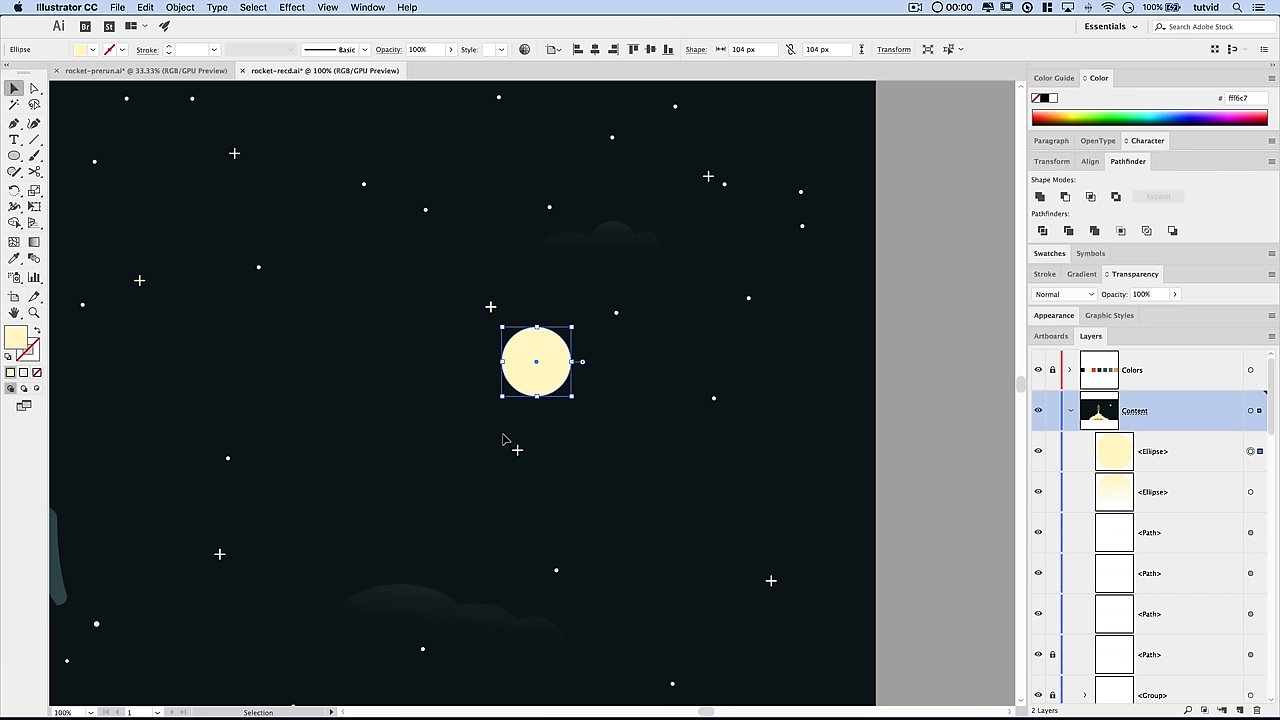 Illustrator CC File Edit Object Type Select Effect View Window Help 00:00 100% tutvid
Ai Br St Essentials Search Adobe Stock
Ellipse Stroke: Basic Opacity: 100% Style: Shape: 104 px 104 px Transform
× rocket-prerun.ai* @ 33.33% (RGB/GPU Preview) × rocket-recd.ai* @ 100% (RGB/GPU Preview)
Color Guide Color
# fff6c7
Paragraph OpenType Character
Transform Align Pathfinder
Shape Modes:
Expand
Pathfinders:
Swatches Symbols
Stroke Gradient Transparency
Normal Opacity: 100%
Appearance Graphic Styles
Artboards Layers
Colors
Content
<Ellipse>
<Ellipse>
<Path>
<Path>
<Path>
<Path>
<Group>
100% 1 Selection 2 Layers